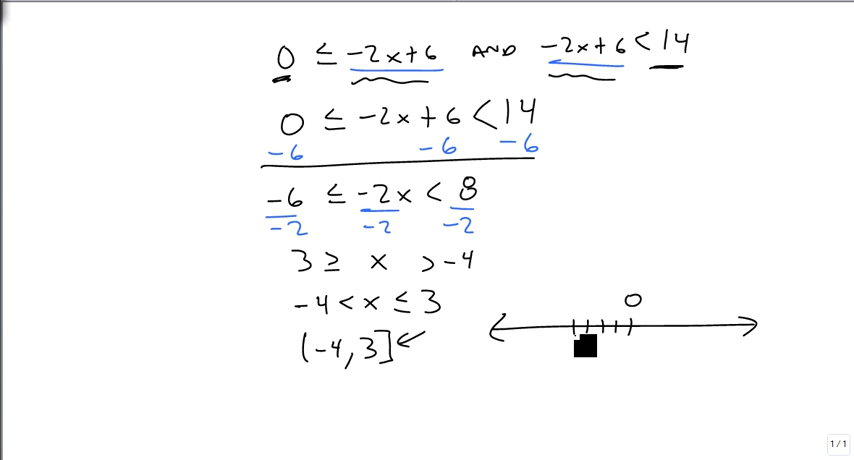 0 ≤ -2x+6 AND -2x+6 < 14
0 ≤ -2x+6 < 14
-6 -6 -6
-6 ≤ -2x < 8
-2 -2 -2
3 ≥ x > -4
-4 < x ≤ 3
0
(-4, 3]
1/1